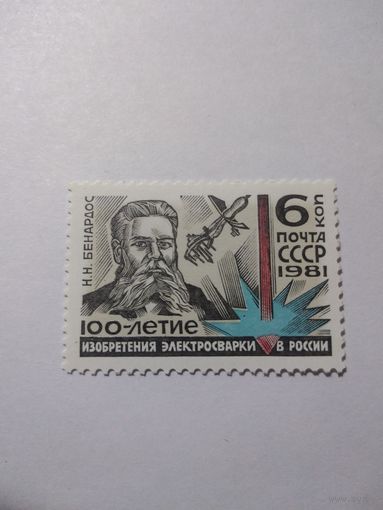 Н.Н. БЕНАРДОС
6 КОП
ПОЧТА
СССР
1981
100-ЛЕТИЕ
ИЗОБРЕТЕНИЯ ЭЛЕКТРОСВАРКИ В РОССИИ